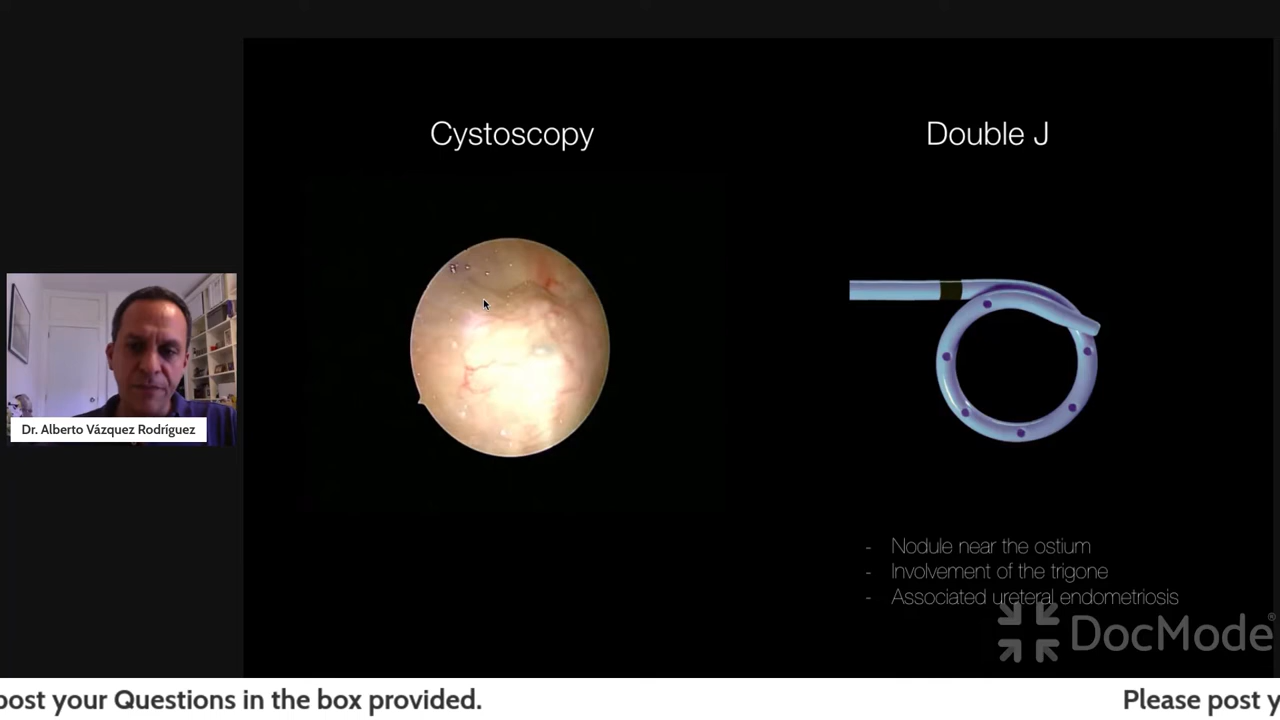 Cystoscopy
Double J
Dr. Alberto Vázquez Rodríguez
- Nodule near the ostium
- Involvement of the trigone
- Associated ureteral endometriosis
DocMode®
post your Questions in the box provided.
Please post y